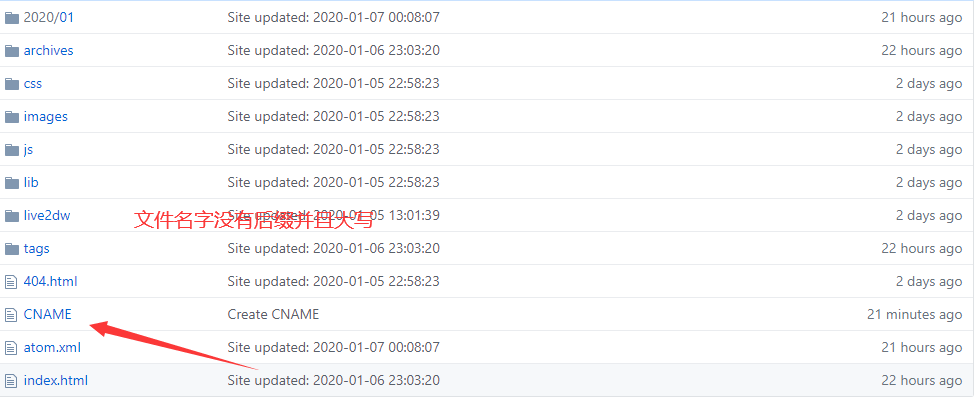 2020/01 Site updated: 2020-01-07 00:08:07 21 hours ago
archives Site updated: 2020-01-06 23:03:20 22 hours ago
css Site updated: 2020-01-05 22:58:23 2 days ago
images Site updated: 2020-01-05 22:58:23 2 days ago
js Site updated: 2020-01-05 22:58:23 2 days ago
lib Site updated: 2020-01-05 22:58:23 2 days ago
live2dw Site updated: 2020-01-05 13:01:39 2 days ago
文件名字没有后缀并且大写
tags Site updated: 2020-01-06 23:03:20 22 hours ago
404.html Site updated: 2020-01-05 22:58:23 2 days ago
CNAME Create CNAME 21 minutes ago
atom.xml Site updated: 2020-01-07 00:08:07 21 hours ago
index.html Site updated: 2020-01-06 23:03:20 22 hours ago